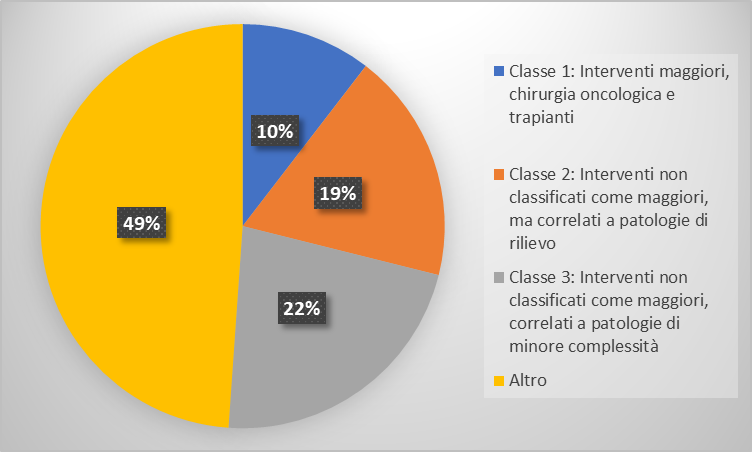 10%
19%
22%
49%
Classe 1: Interventi maggiori,
chirurgia oncologica e
trapianti
Classe 2: Interventi non
classificati come maggiori,
ma correlati a patologie di
rilievo
Classe 3: Interventi non
classificati come maggiori,
correlati a patologie di
minore complessità
Altro